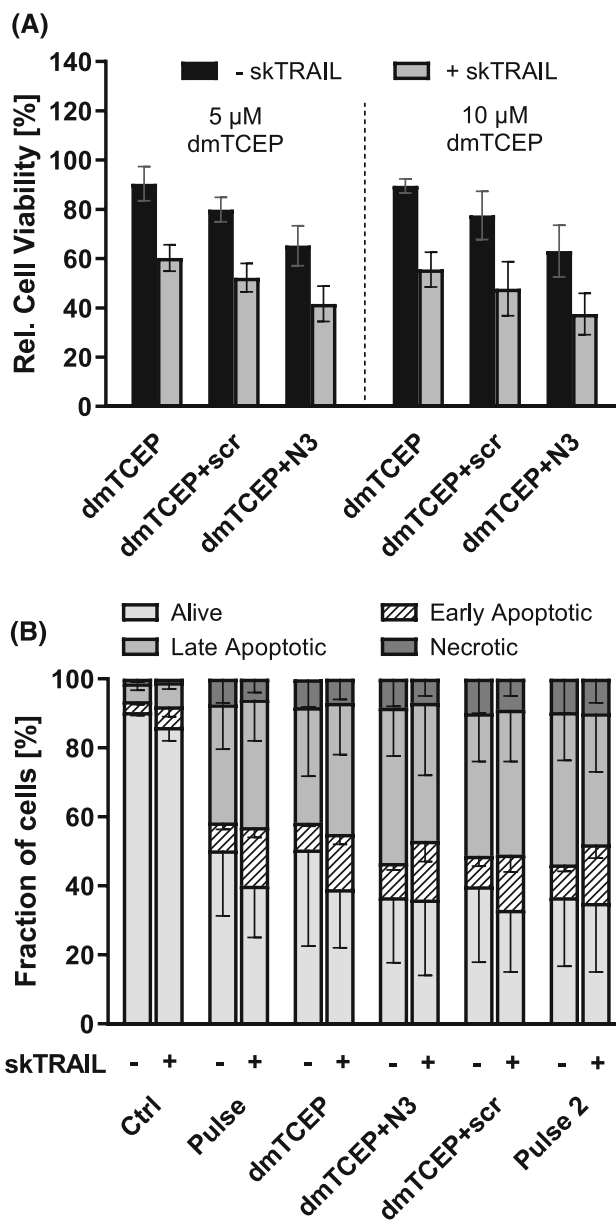 (A)
- skTRAIL + skTRAIL
5 µM
dmTCEP
10 µM
dmTCEP
Rel. Cell Viability [%]
140
120
100
80
60
40
20
0
dmTCEP
dmTCEP+scr
dmTCEP+N3
dmTCEP
dmTCEP+scr
dmTCEP+N3
(B)
Alive Early Apoptotic
Late Apoptotic Necrotic
Fraction of cells [%]
100
80
60
40
20
0
skTRAIL - + - + - + - + - + - +
Ctrl
Pulse
dmTCEP
dmTCEP+N3
dmTCEP+scr
Pulse 2